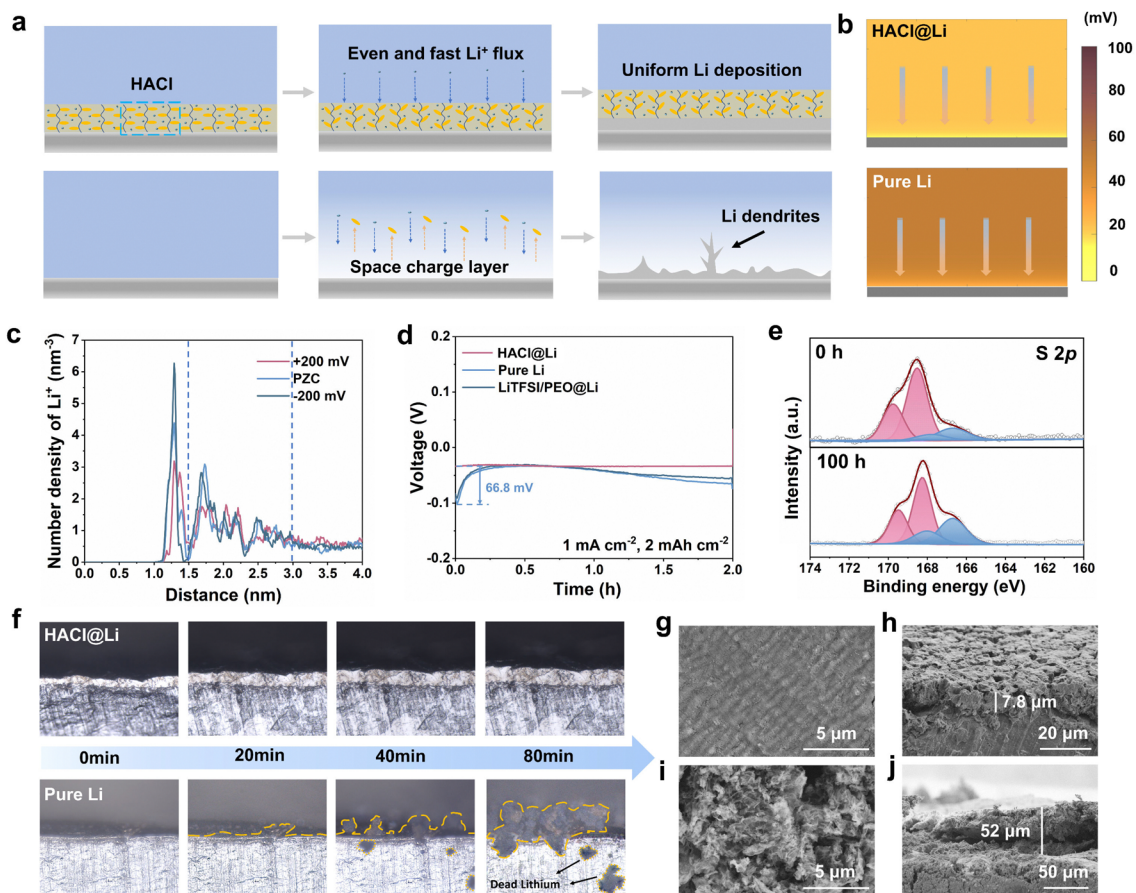 a
HACl
Even and fast Li⁺ flux
Uniform Li deposition
Space charge layer
Li dendrites
b
HACl@Li
(mV)
100
80
60
40
20
0
Pure Li
c
Number density of Li⁺ (nm⁻³)
7
6
5
4
3
2
1
0
+200 mV
PZC
-200 mV
0.0 0.5 1.0 1.5 2.0 2.5 3.0 3.5 4.0
Distance (nm)
d
Voltage (V)
0.2
0.1
0.0
-0.1
-0.2
HACl@Li
Pure Li
LiTFSI/PEO@Li
66.8 mV
1 mA cm⁻², 2 mAh cm⁻²
0.0 0.5 1.0 1.5 2.0
Time (h)
e
Intensity (a.u.)
0 h
S 2p
100 h
174 172 170 168 166 164 162 160
Binding energy (eV)
f
HACl@Li
0min 20min 40min 80min
Pure Li
Dead Lithium
g
5 μm
h
7.8 μm
20 μm
i
5 μm
j
52 μm
50 μm